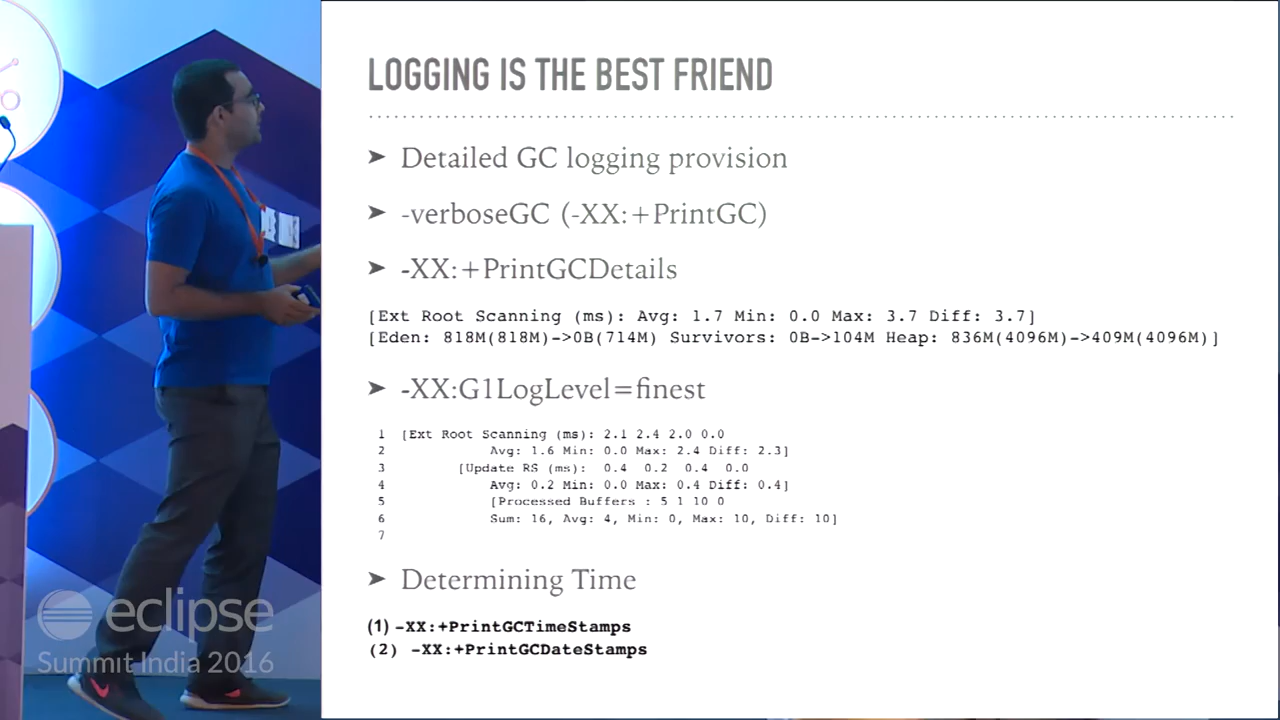 LOGGING IS THE BEST FRIEND
➤ Detailed GC logging provision
➤ -verboseGC (-XX:+PrintGC)
➤ -XX:+PrintGCDetails
[Ext Root Scanning (ms): Avg: 1.7 Min: 0.0 Max: 3.7 Diff: 3.7]
[Eden: 818M(818M)->0B(714M) Survivors: 0B->104M Heap: 836M(4096M)->409M(4096M)]
➤ -XX:G1LogLevel=finest
1 [Ext Root Scanning (ms): 2.1 2.4 2.0 0.0
2 Avg: 1.6 Min: 0.0 Max: 2.4 Diff: 2.3]
3 [Update RS (ms): 0.4 0.2 0.4 0.0
4 Avg: 0.2 Min: 0.0 Max: 0.4 Diff: 0.4]
5 [Processed Buffers : 5 1 10 0
6 Sum: 16, Avg: 4, Min: 0, Max: 10, Diff: 10]
7
➤ Determining Time
(1) -XX:+PrintGCTimeStamps
(2) -XX:+PrintGCDateStamps
eclipse
Summit India 2016